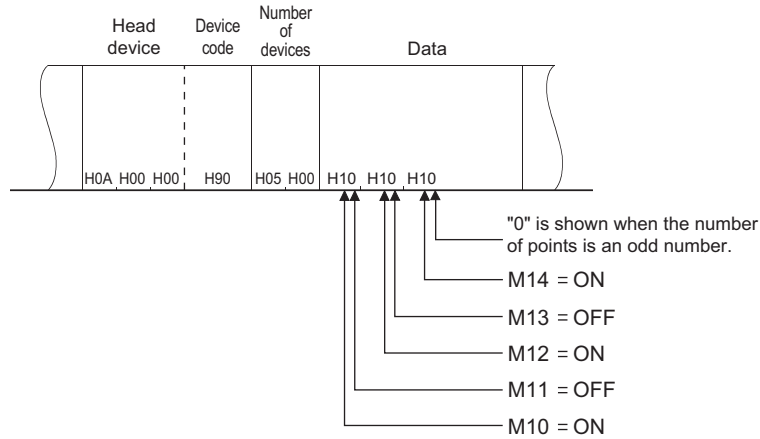 Head
device
Device
code
Number
of
devices
Data
H0A H00 H00 H90 H05 H00 H10 H10 H10
"0" is shown when the number
of points is an odd number.
M14 = ON
M13 = OFF
M12 = ON
M11 = OFF
M10 = ON